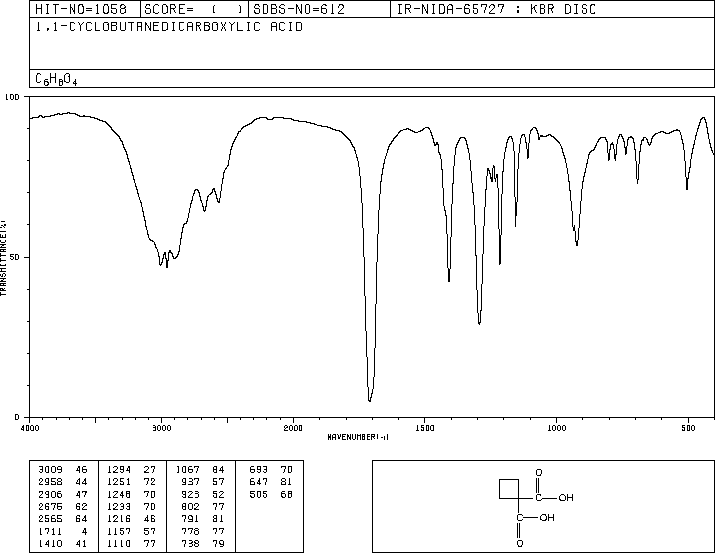 HIT-NO=1058 SCORE= ( ) SDBS-NO=612 IR-NIDA-65727 : KBR DISC
1,1-CYCLOBUTANEDICARBOXYLIC ACID
C6H8O4
100
50
0
TRANSMITTANCE(%)
4000 3000 2000 1500 1000 500
WAVENUMBER(-1)
3009 46 1294 27 1067 84 693 70
2958 44 1251 72 937 57 647 81
2906 47 1248 70 923 52 505 68
2675 62 1233 70 802 77
2565 64 1216 46 791 81
1711 4 1157 57 778 77
1410 41 1110 77 738 79
O
C OH
C OH
O